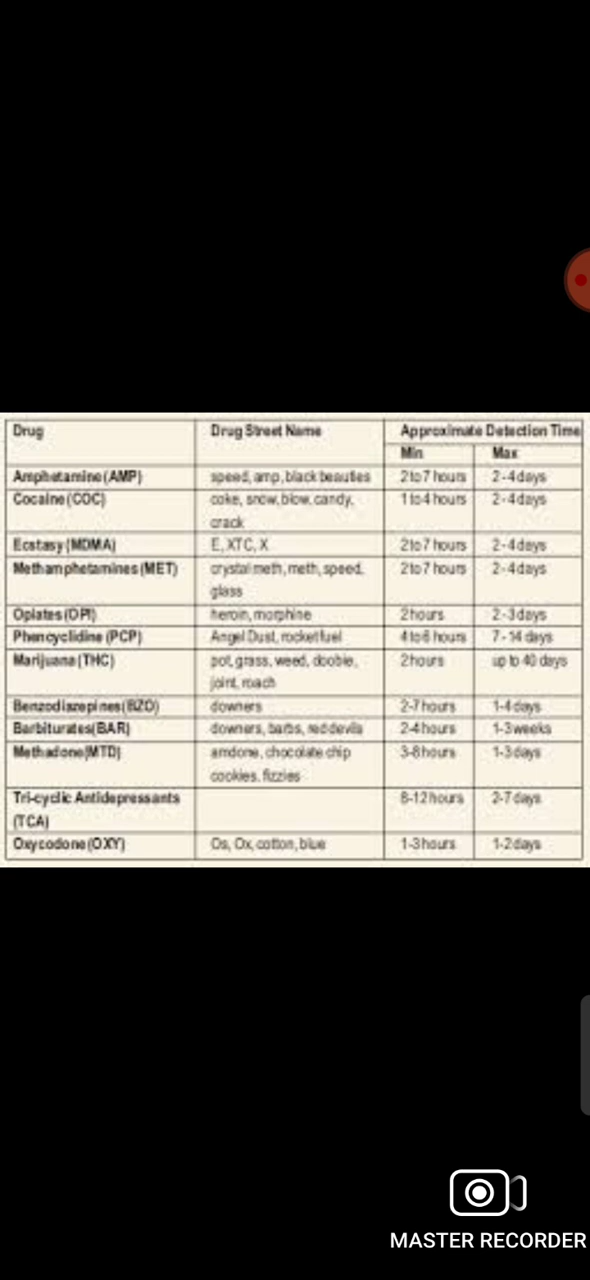 Drug Drug Street Name Approximate Detection Time
Min Max
Amphetamine (AMP) speed, amp, black beauties 2 to 7 hours 2 - 4 days
Cocaine (COC) coke, snow, blow, candy, 1 to 4 hours 2 - 4 days
crack
Ecstasy (MDMA) E, XTC, X 2 to 7 hours 2 - 4 days
Methamphetamines (MET) crystal meth, meth, speed, 2 to 7 hours 2 - 4 days
glass
Opiates (OPI) heroin, morphine 2 hours 2 - 3 days
Phencyclidine (PCP) Angel Dust, rocket fuel 4 to 6 hours 7 - 14 days
Marijuana (THC) pot, grass, weed, doobie, 2 hours up to 40 days
joint, roach
Benzodiazepines (BZO) downers 2-7 hours 1-4 days
Barbiturates (BAR) downers, barbs, red devils 2-4 hours 1-3 weeks
Methadone (MTD) amdone, chocolate chip 3-8 hours 1-3 days
cookies, fizzies
Tri-cyclic Antidepressants 8-12 hours 2-7 days
(TCA)
Oxycodone (OXY) Os, Ox, cotton, blue 1-3 hours 1-2 days
MASTER RECORDER